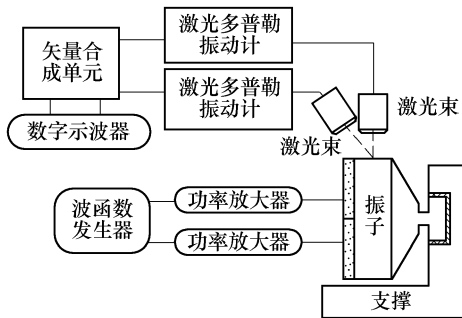 矢量合
成单元
激光多普勒
振动计
激光多普勒
振动计
数字示波器
激光束
激光束
波函数
发生器
功率放大器
功率放大器
振
子
支撑